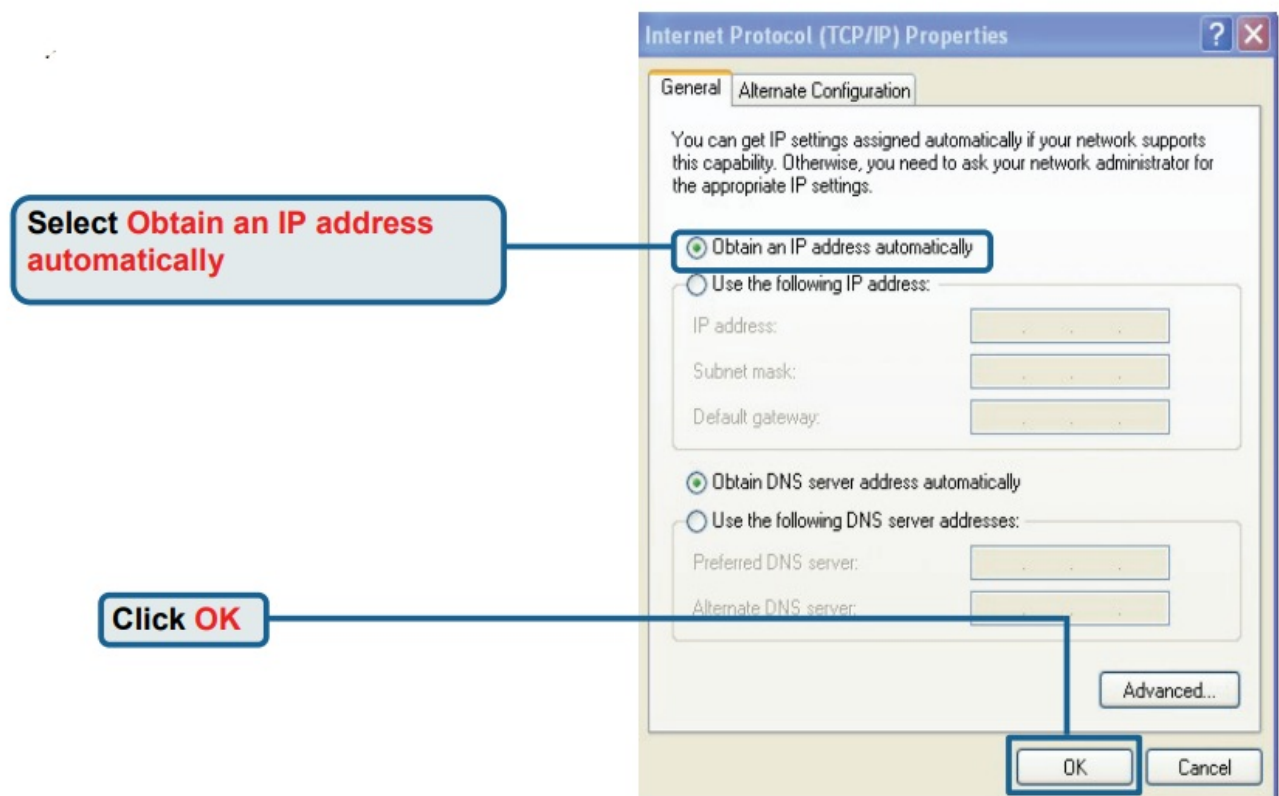 Internet Protocol (TCP/IP) Properties
General
Alternate Configuration
You can get IP settings assigned automatically if your network supports
this capability. Otherwise, you need to ask your network administrator for
the appropriate IP settings.
Select Obtain an IP address
automatically
Obtain an IP address automatically
Use the following IP address:
IP address:
Subnet mask:
Default gateway:
Obtain DNS server address automatically
Use the following DNS server addresses:
Preferred DNS server:
Alternate DNS server:
Click OK
Advanced...
OK
Cancel